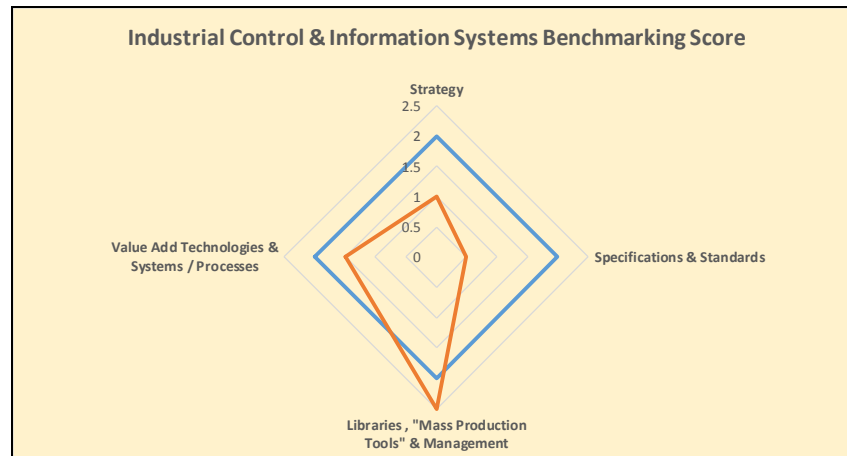 Industrial Control & Information Systems Benchmarking Score
Strategy
2.5
2
1.5
1
0.5
0
Value Add Technologies &
Systems / Processes
Specifications & Standards
Libraries , "Mass Production
Tools" & Management